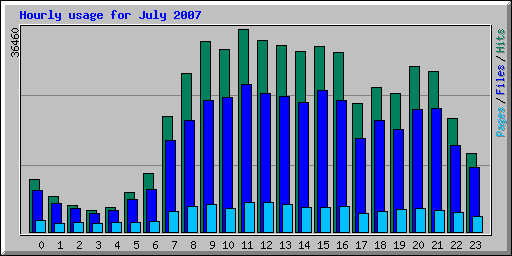 Hourly usage for July 2007
36460
Pages/Files/Hits
0 1 2 3 4 5 6 7 8 9 10 11 12 13 14 15 16 17 18 19 20 21 22 23